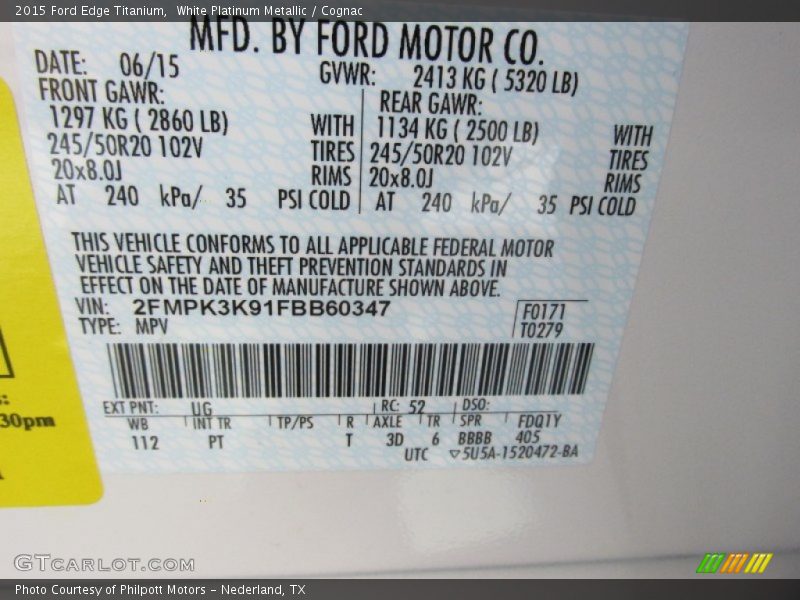 2015 Ford Edge Titanium,  White Platinum Metallic / Cognac
MFD. BY FORD MOTOR CO.
DATE: 06/15
GVWR: 2413 KG ( 5320 LB)
FRONT GAWR:
1297 KG ( 2860 LB) WITH
245/50R20 102V TIRES
20x8.0J RIMS
AT 240 kPa/ 35 PSI COLD
REAR GAWR:
1134 KG ( 2500 LB) WITH
245/50R20 102V TIRES
20x8.0J RIMS
AT 240 kPa/ 35 PSI COLD
THIS VEHICLE CONFORMS TO ALL APPLICABLE FEDERAL MOTOR
VEHICLE SAFETY AND THEFT PREVENTION STANDARDS IN
EFFECT ON THE DATE OF MANUFACTURE SHOWN ABOVE.
VIN: 2FMPK3K91FBB60347
TYPE: MPV
F0171
T0279
EXT PNT: UG RC: 52 DSO:
WB INT TR TP/PS R AXLE TR SPR FDQ1Y
112 PT T 3D 6 BBBB 405
UTC ▽5U5A-1520472-BA
30pm
GTCARLOT.COM
Photo Courtesy of Philpott Motors - Nederland, TX